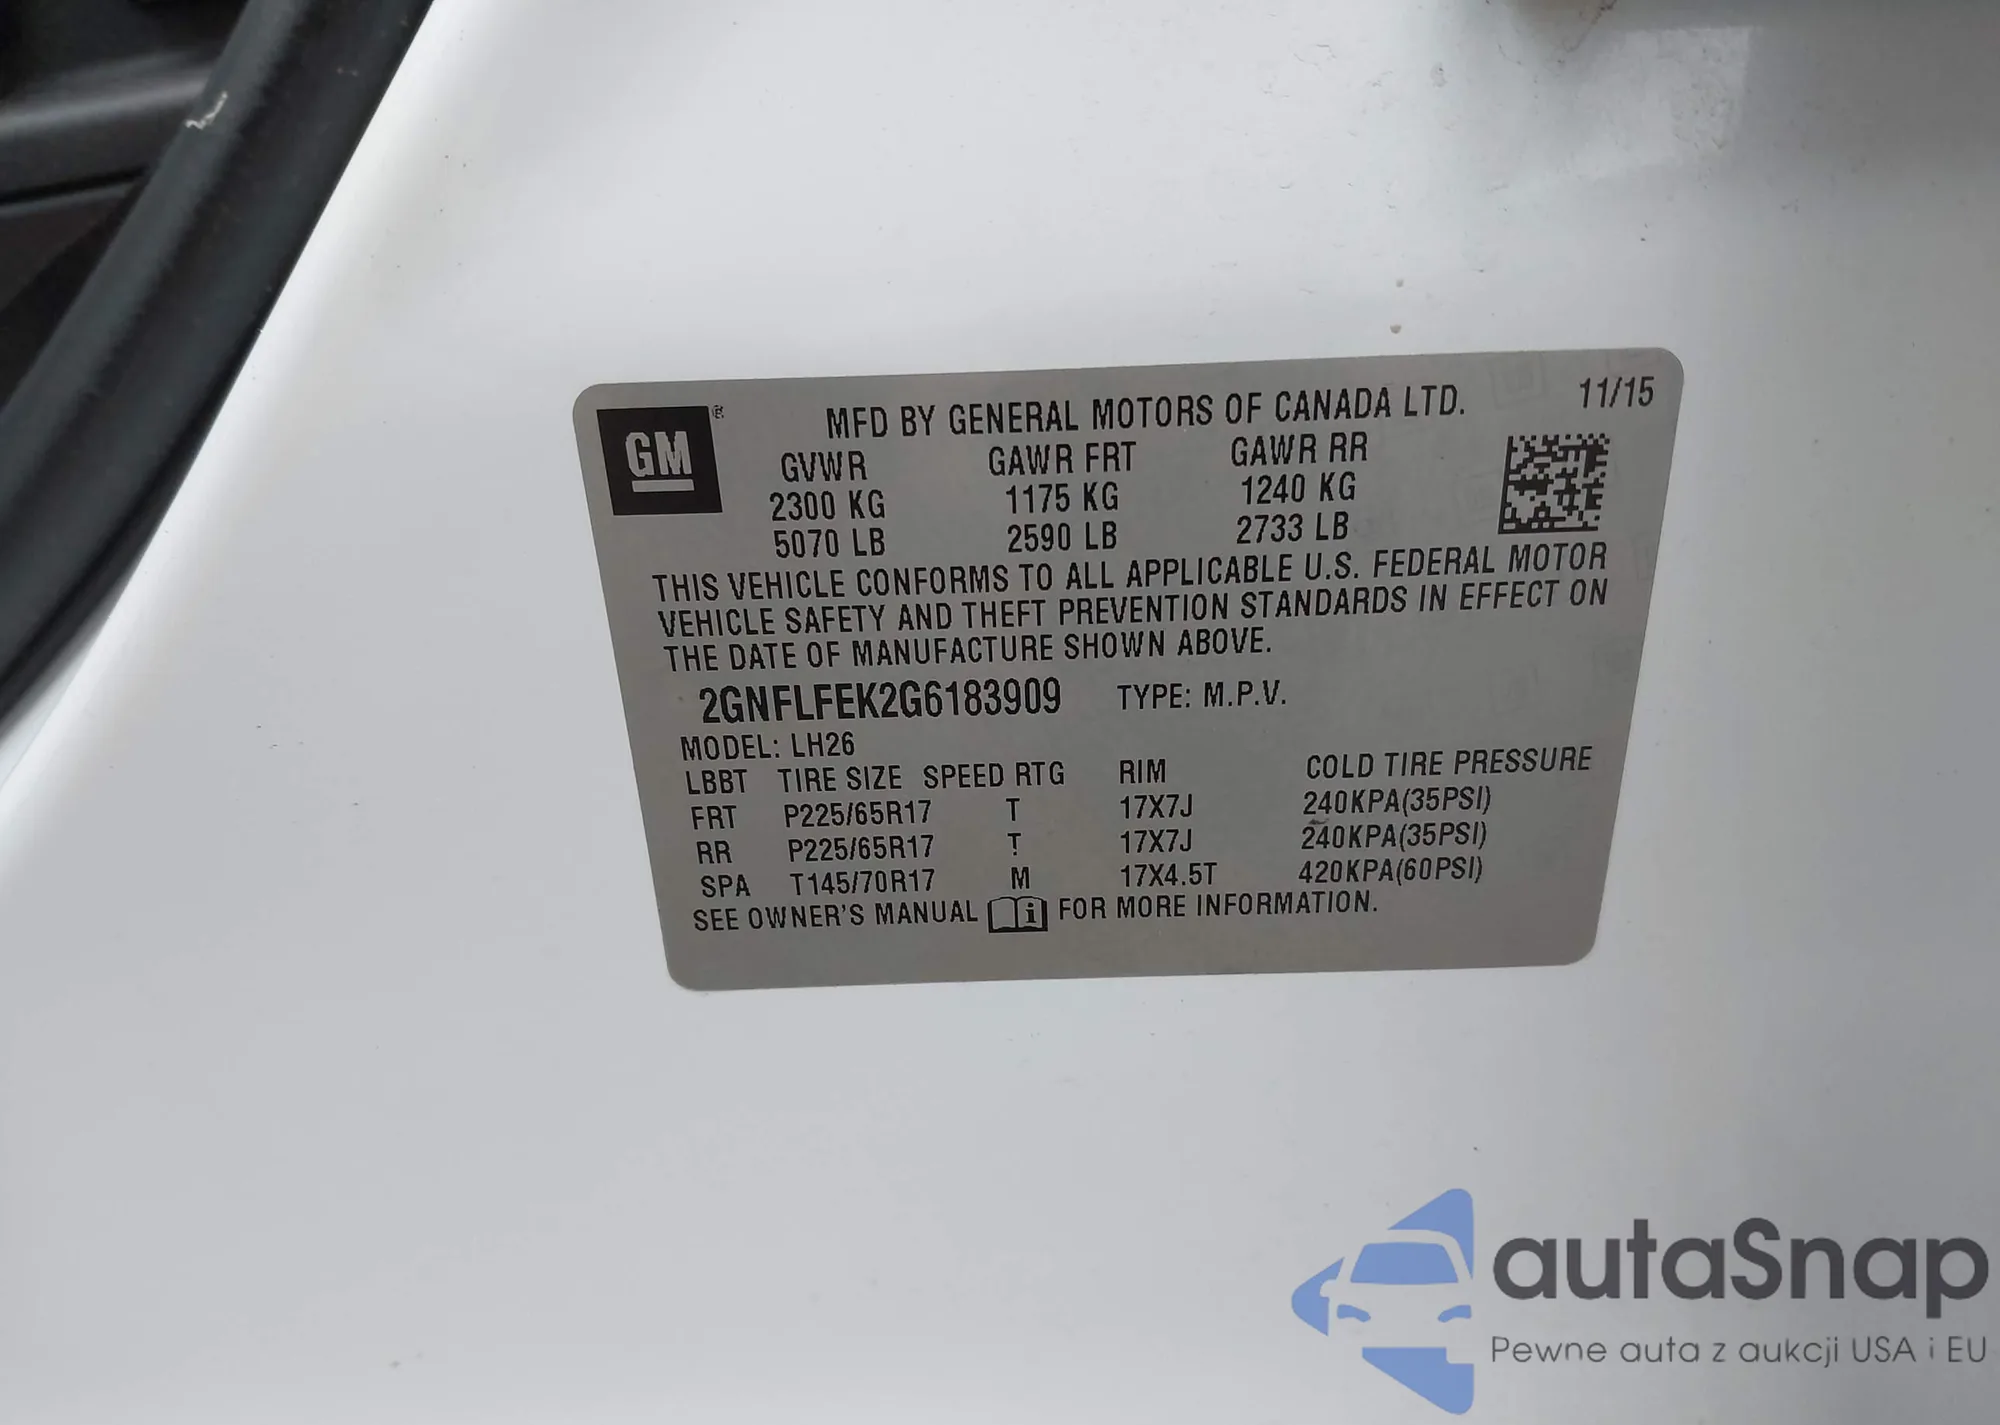 GM ®
MFD BY GENERAL MOTORS OF CANADA LTD. 11/15
GVWR GAWR FRT GAWR RR
2300 KG 1175 KG 1240 KG
5070 LB 2590 LB 2733 LB
THIS VEHICLE CONFORMS TO ALL APPLICABLE U.S. FEDERAL MOTOR
VEHICLE SAFETY AND THEFT PREVENTION STANDARDS IN EFFECT ON
THE DATE OF MANUFACTURE SHOWN ABOVE.
2GNFLFEK2G6183909 TYPE: M.P.V.
MODEL: LH26
LBBT TIRE SIZE SPEED RTG RIM COLD TIRE PRESSURE
FRT P225/65R17 T 17X7J 240KPA(35PSI)
RR P225/65R17 T 17X7J 240KPA(35PSI)
SPA T145/70R17 M 17X4.5T 420KPA(60PSI)
SEE OWNER'S MANUAL i FOR MORE INFORMATION.
autaSnap
Pewne auta z aukcji USA i EU